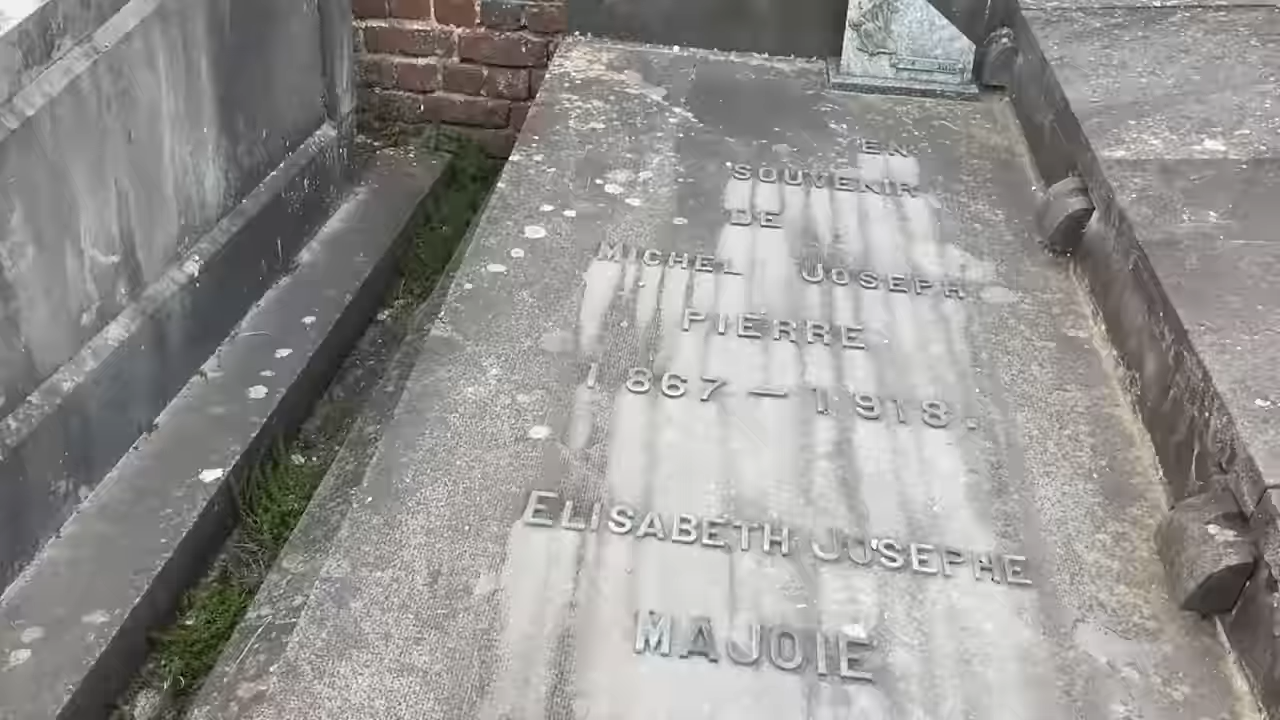 EN
SOUVENIR
DE
MICHEL JOSEPH
PIERRE
1867 — 1918.
ELISABETH JOSEPHE
MAJOIE